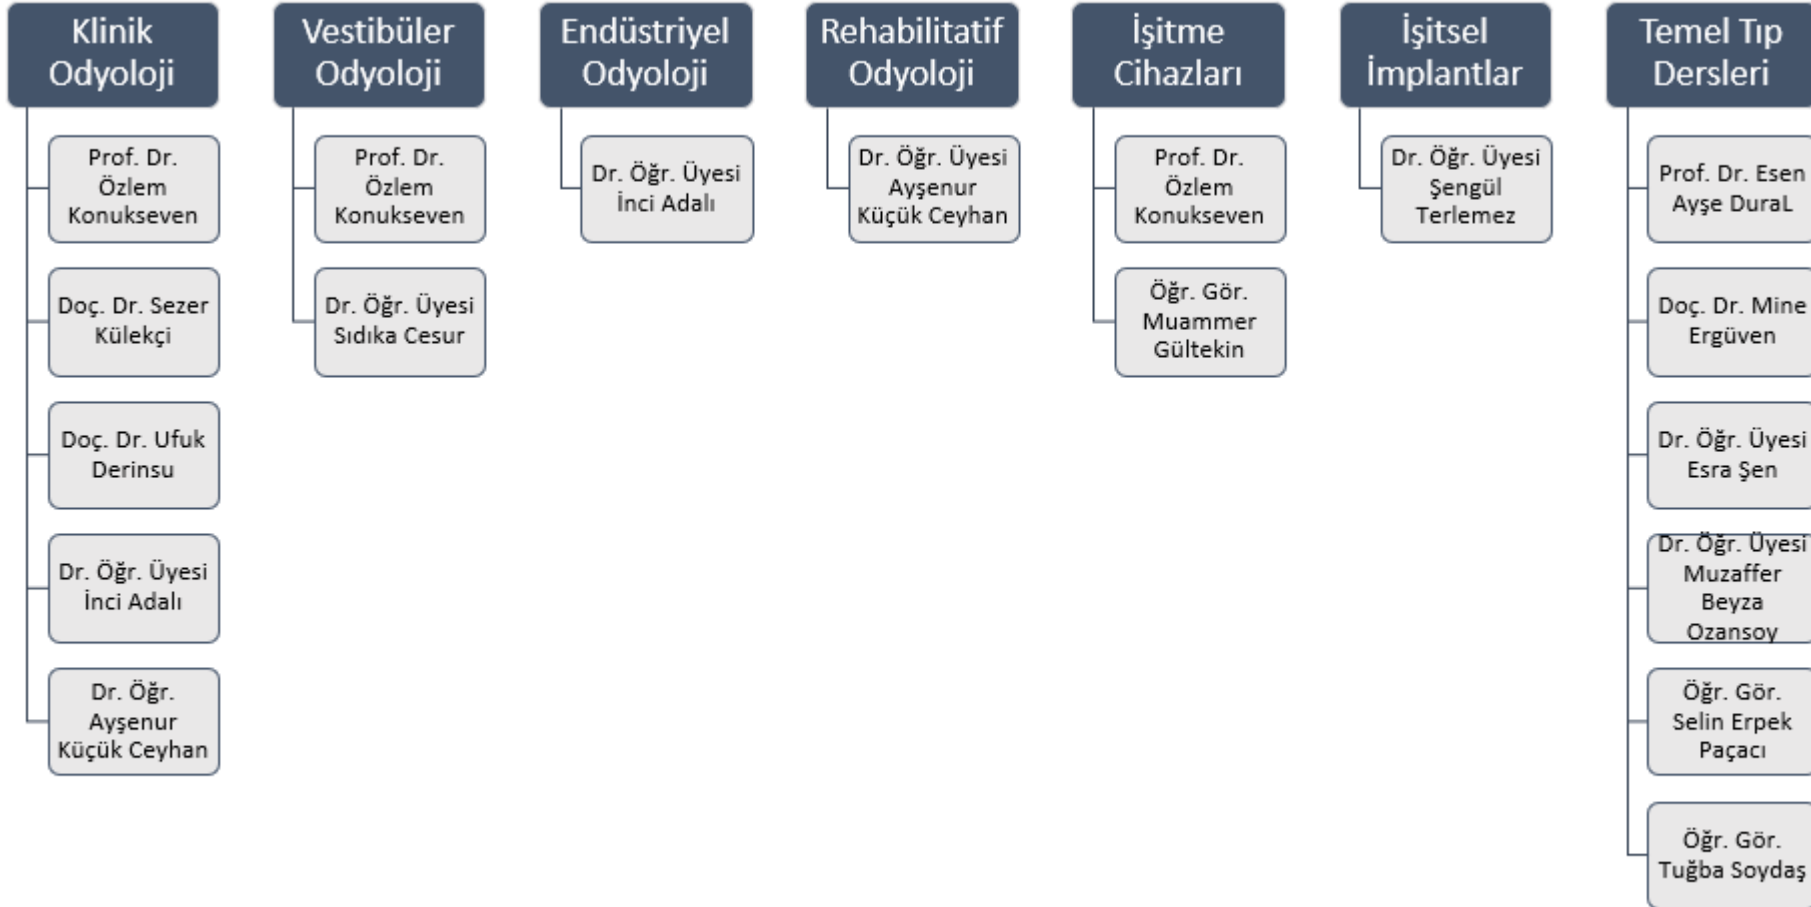 Klinik
Odyoloji
Prof. Dr.
Özlem
Konukseven
Doç. Dr. Sezer
Külekçi
Doç. Dr. Ufuk
Derinsu
Dr. Öğr. Üyesi
İnci Adalı
Dr. Öğr.
Ayşenur
Küçük Ceyhan
Vestibüler
Odyoloji
Prof. Dr.
Özlem
Konukseven
Dr. Öğr. Üyesi
Sıdıka Cesur
Endüstriyel
Odyoloji
Dr. Öğr. Üyesi
İnci Adalı
Rehabilitatif
Odyoloji
Dr. Öğr. Üyesi
Ayşenur
Küçük Ceyhan
İşitme
Cihazları
Prof. Dr.
Özlem
Konukseven
Öğr. Gör.
Muammer
Gültekin
İşitsel
İmplantlar
Dr. Öğr. Üyesi
Şengül
Terlemez
Temel Tıp
Dersleri
Prof. Dr. Esen
Ayşe DuraL
Doç. Dr. Mine
Ergüven
Dr. Öğr. Üyesi
Esra Şen
Dr. Öğr. Üyesi
Muzaffer
Beyza
Ozansoy
Öğr. Gör.
Selin Erpek
Paçacı
Öğr. Gör.
Tuğba Soydaş